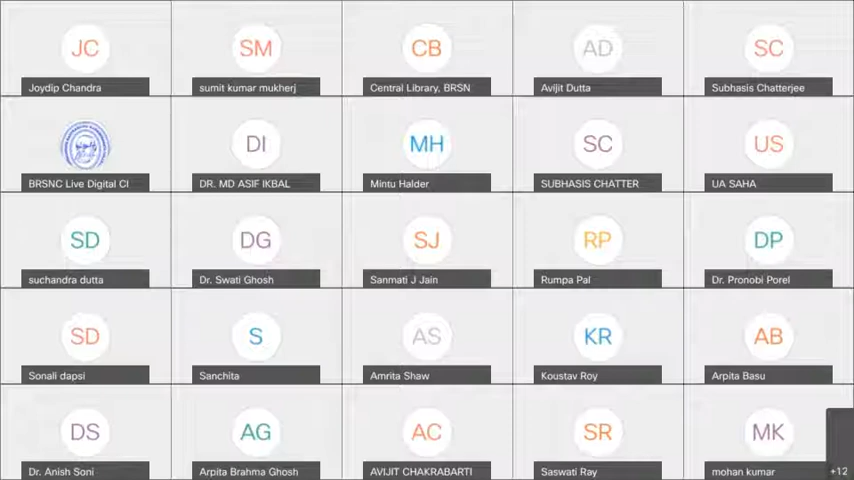 JC
SM
CB
AD
SC
Joydip Chandra
sumit kumar mukherj
Central Library, BRSN
Avijit Dutta
Subhasis Chatterjee
DI
MH
SC
US
BRSNC Live Digital Cl
DR. MD ASIF IKBAL
Mintu Halder
SUBHASIS CHATTER
UA SAHA
SD
DG
SJ
RP
DP
suchandra dutta
Dr. Swati Ghosh
Sanmati J Jain
Rumpa Pal
Dr. Pronobi Porel
SD
S
AS
KR
AB
Sonali dapsi
Sanchita
Amrita Shaw
Koustav Roy
Arpita Basu
DS
AG
AC
SR
MK
Dr. Anish Soni
Arpita Brahma Ghosh
AVIJIT CHAKRABARTI
Saswati Ray
mohan kumar
+12